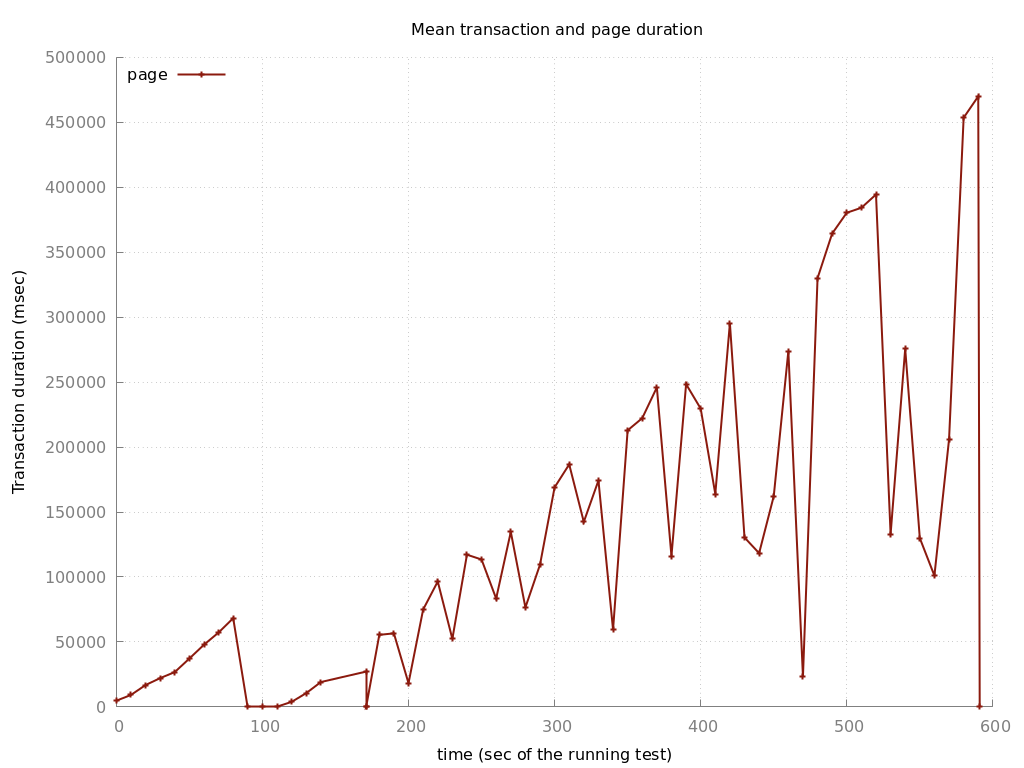 Mean transaction and page duration
500000
page
450000
400000
350000
300000
250000
200000
150000
100000
50000
0
Transaction duration (msec)
0 100 200 300 400 500 600
time (sec of the running test)